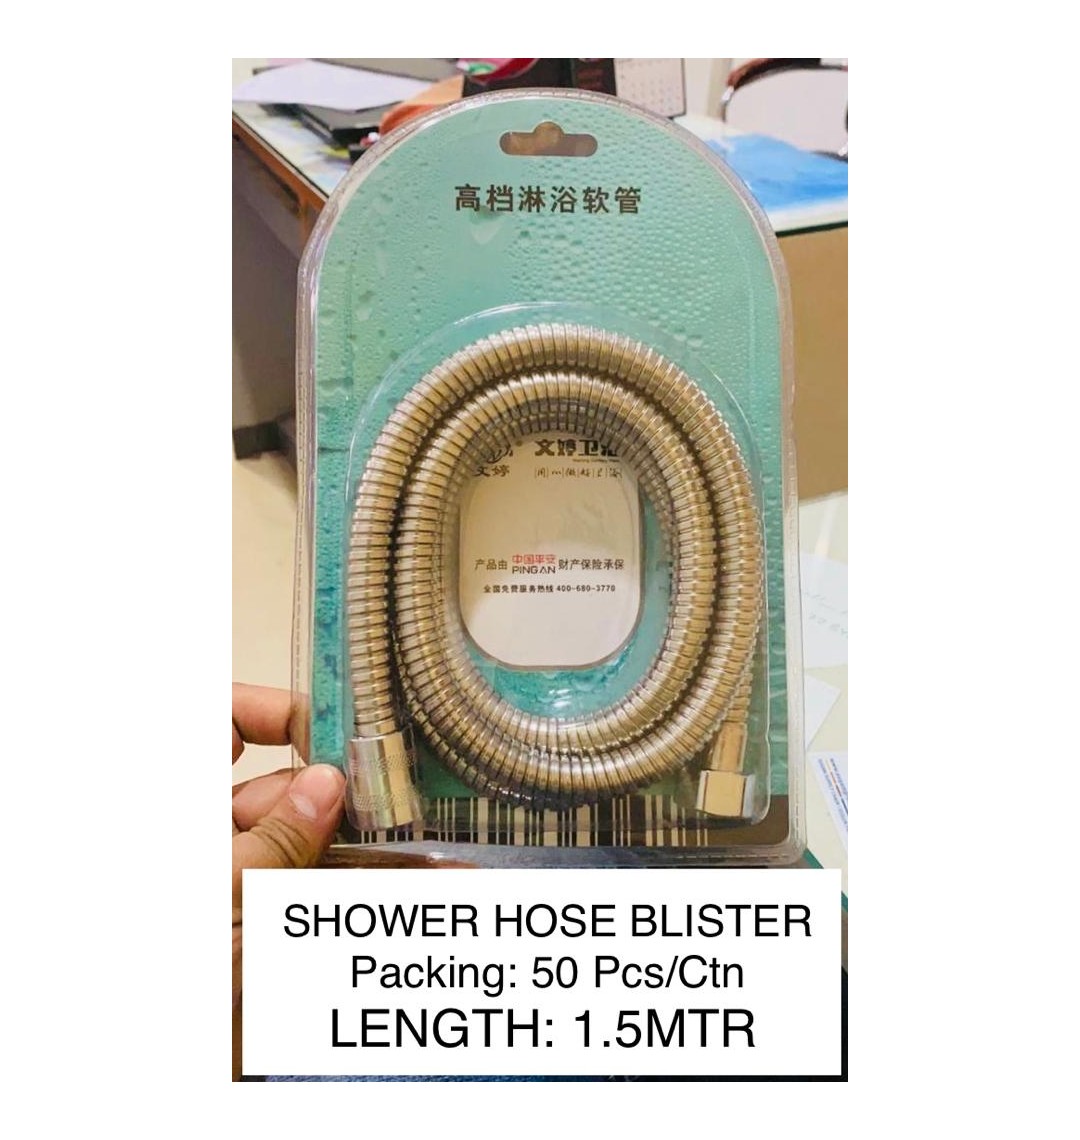 高档淋浴软管
文婷卫浴
文婷
产品由 中国平安 PING AN 财产保险承保
全国免费服务热线 400-680-3770
SHOWER HOSE BLISTER
Packing: 50 Pcs/Ctn
LENGTH: 1.5MTR